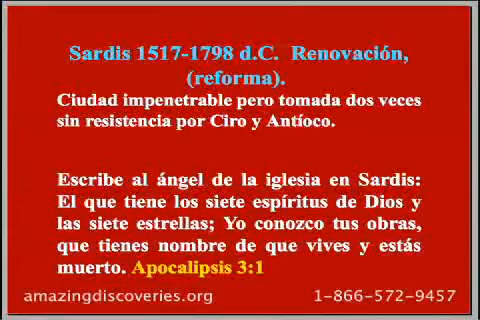 Sardis 1517-1798 d.C. Renovación,
(reforma).
Ciudad impenetrable pero tomada dos veces
sin resistencia por Ciro y Antíoco.
Escribe al ángel de la iglesia en Sardis:
El que tiene los siete espíritus de Dios y
las siete estrellas; Yo conozco tus obras,
que tienes nombre de que vives y estás
muerto. Apocalipsis 3:1
amazingdiscoveries.org 1-866-572-9457